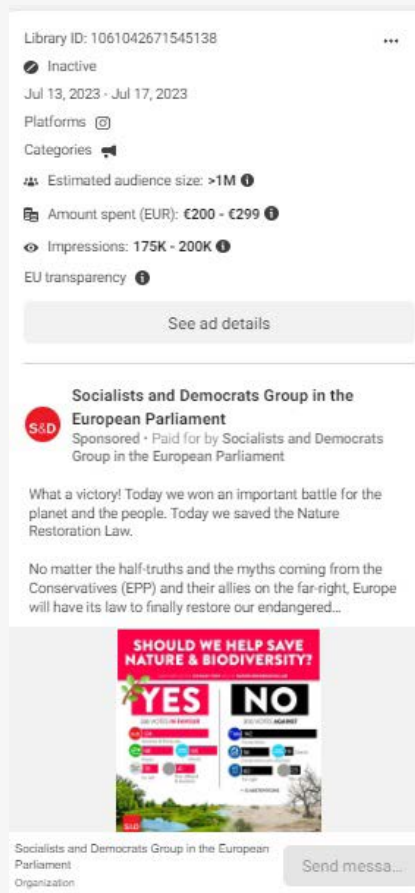 Library ID: 1061042671545138
Inactive
Jul 13, 2023 - Jul 17, 2023
Platforms
Categories
Estimated audience size: >1M
Amount spent (EUR): €200 - €299
Impressions: 175K - 200K
EU transparency
See ad details
Socialists and Democrats Group in the
European Parliament
S&D
Sponsored · Paid for by Socialists and Democrats
Group in the European Parliament
What a victory! Today we won an important battle for the
planet and the people. Today we saved the Nature
Restoration Law.
No matter the half-truths and the myths coming from the
Conservatives (EPP) and their allies on the far-right, Europe
will have its law to finally restore our endangered...
SHOULD WE HELP SAVE
NATURE & BIODIVERSITY?
YES
NO
VOTES IN FAVOUR
VOTES AGAINST
S&D
Socialists and Democrats Group in the European
Parliament
Organization
Send messa...